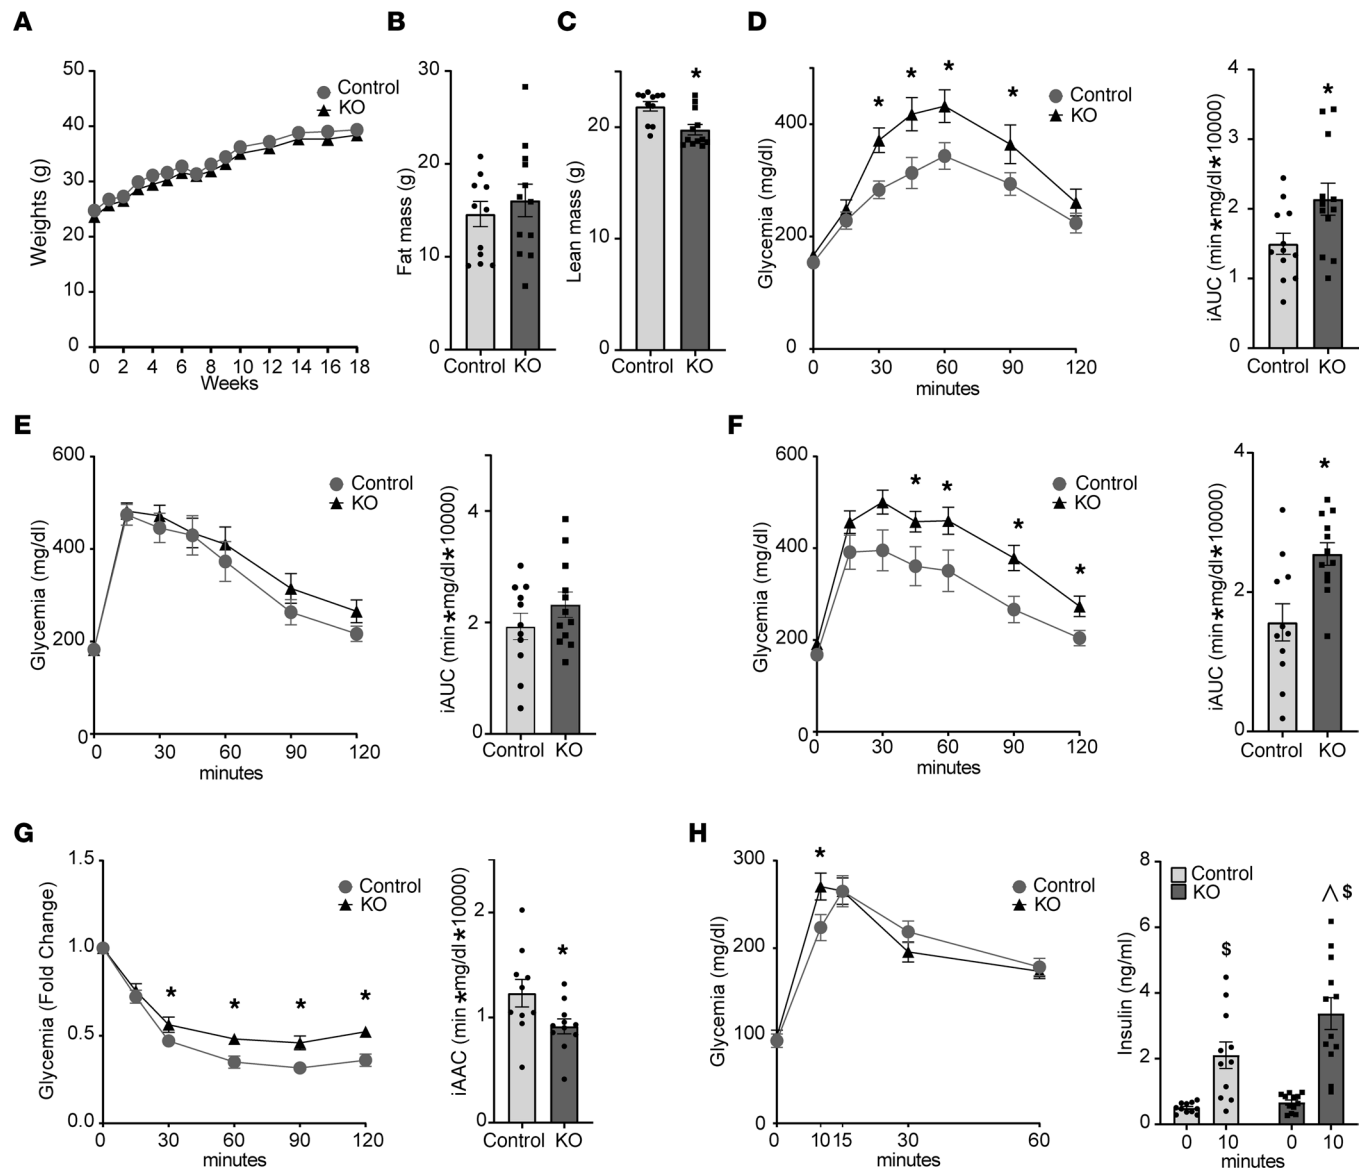 A
Weights (g)
50
40
30
20
10
0
0 2 4 6 8 10 12 14 16 18
Weeks
Control
KO
B
Fat mass (g)
30
20
10
0
Control KO
C
Lean mass (g)
20
10
0
*
Control KO
D
Glycemia (mg/dl)
400
200
0
0 30 60 90 120
minutes
* * * *
Control
KO
iAUC (min*mg/dl*10000)
4
3
2
1
0
*
Control KO
E
Glycemia (mg/dl)
600
400
200
0
0 30 60 90 120
minutes
Control
KO
iAUC (min*mg/dl*10000)
4
2
0
Control KO
F
Glycemia (mg/dl)
600
400
200
0
0 30 60 90 120
minutes
* * * *
Control
KO
iAUC (min*mg/dl*10000)
4
2
0
*
Control KO
G
Glycemia (Fold Change)
1.5
1.0
0.5
0.0
0 30 60 90 120
minutes
* * * *
Control
KO
iAAC (min*mg/dl*10000)
2
1
0
*
Control KO
H
Glycemia (mg/dl)
300
200
100
0
0 10 15 30 60
minutes
*
Control
KO
Insulin (ng/ml)
8
6
4
2
0
Control
KO
$
^ $
0 10 0 10
minutes